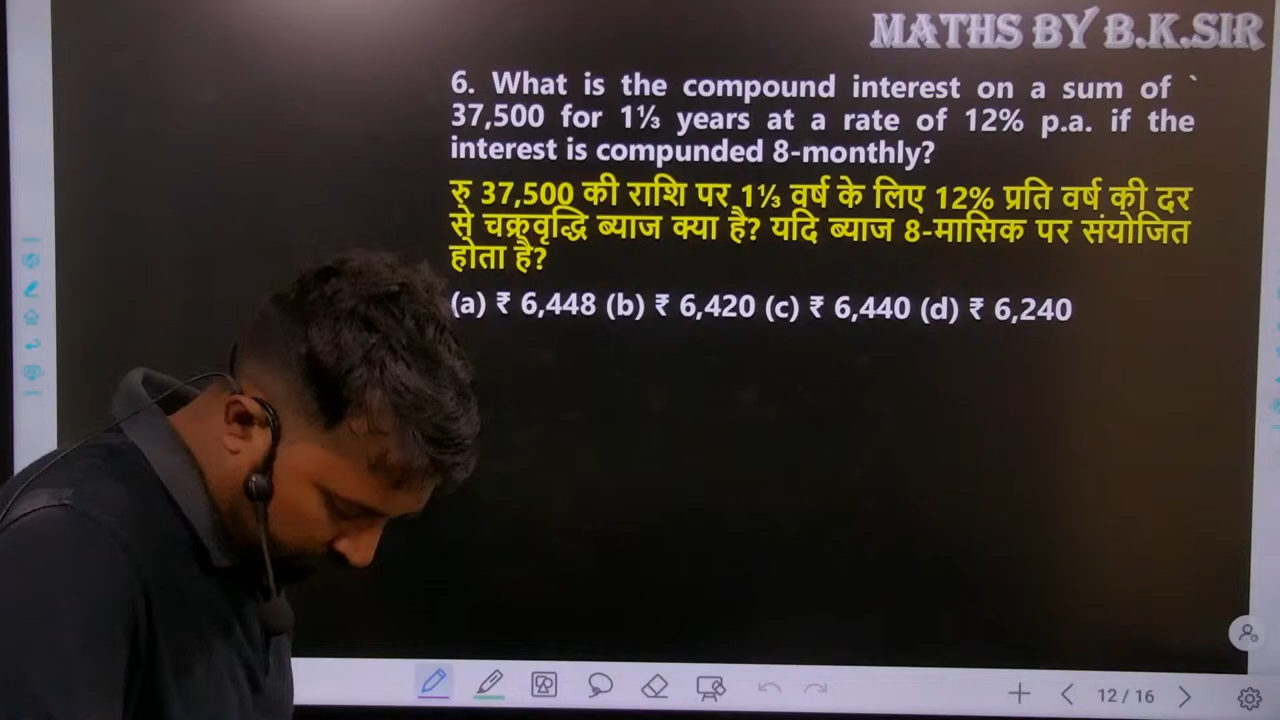 MATHS BY B.K.SIR
6. What is the compound interest on a sum of `
37,500 for 1⅓ years at a rate of 12% p.a. if the
interest is compunded 8-monthly?
रु 37,500 की राशि पर 1⅓ वर्ष के लिए 12% प्रति वर्ष की दर
से चक्रवृद्धि ब्याज क्या है? यदि ब्याज 8-मासिक पर संयोजित
होता है?
(a) ₹ 6,448 (b) ₹ 6,420 (c) ₹ 6,440 (d) ₹ 6,240
12 / 16